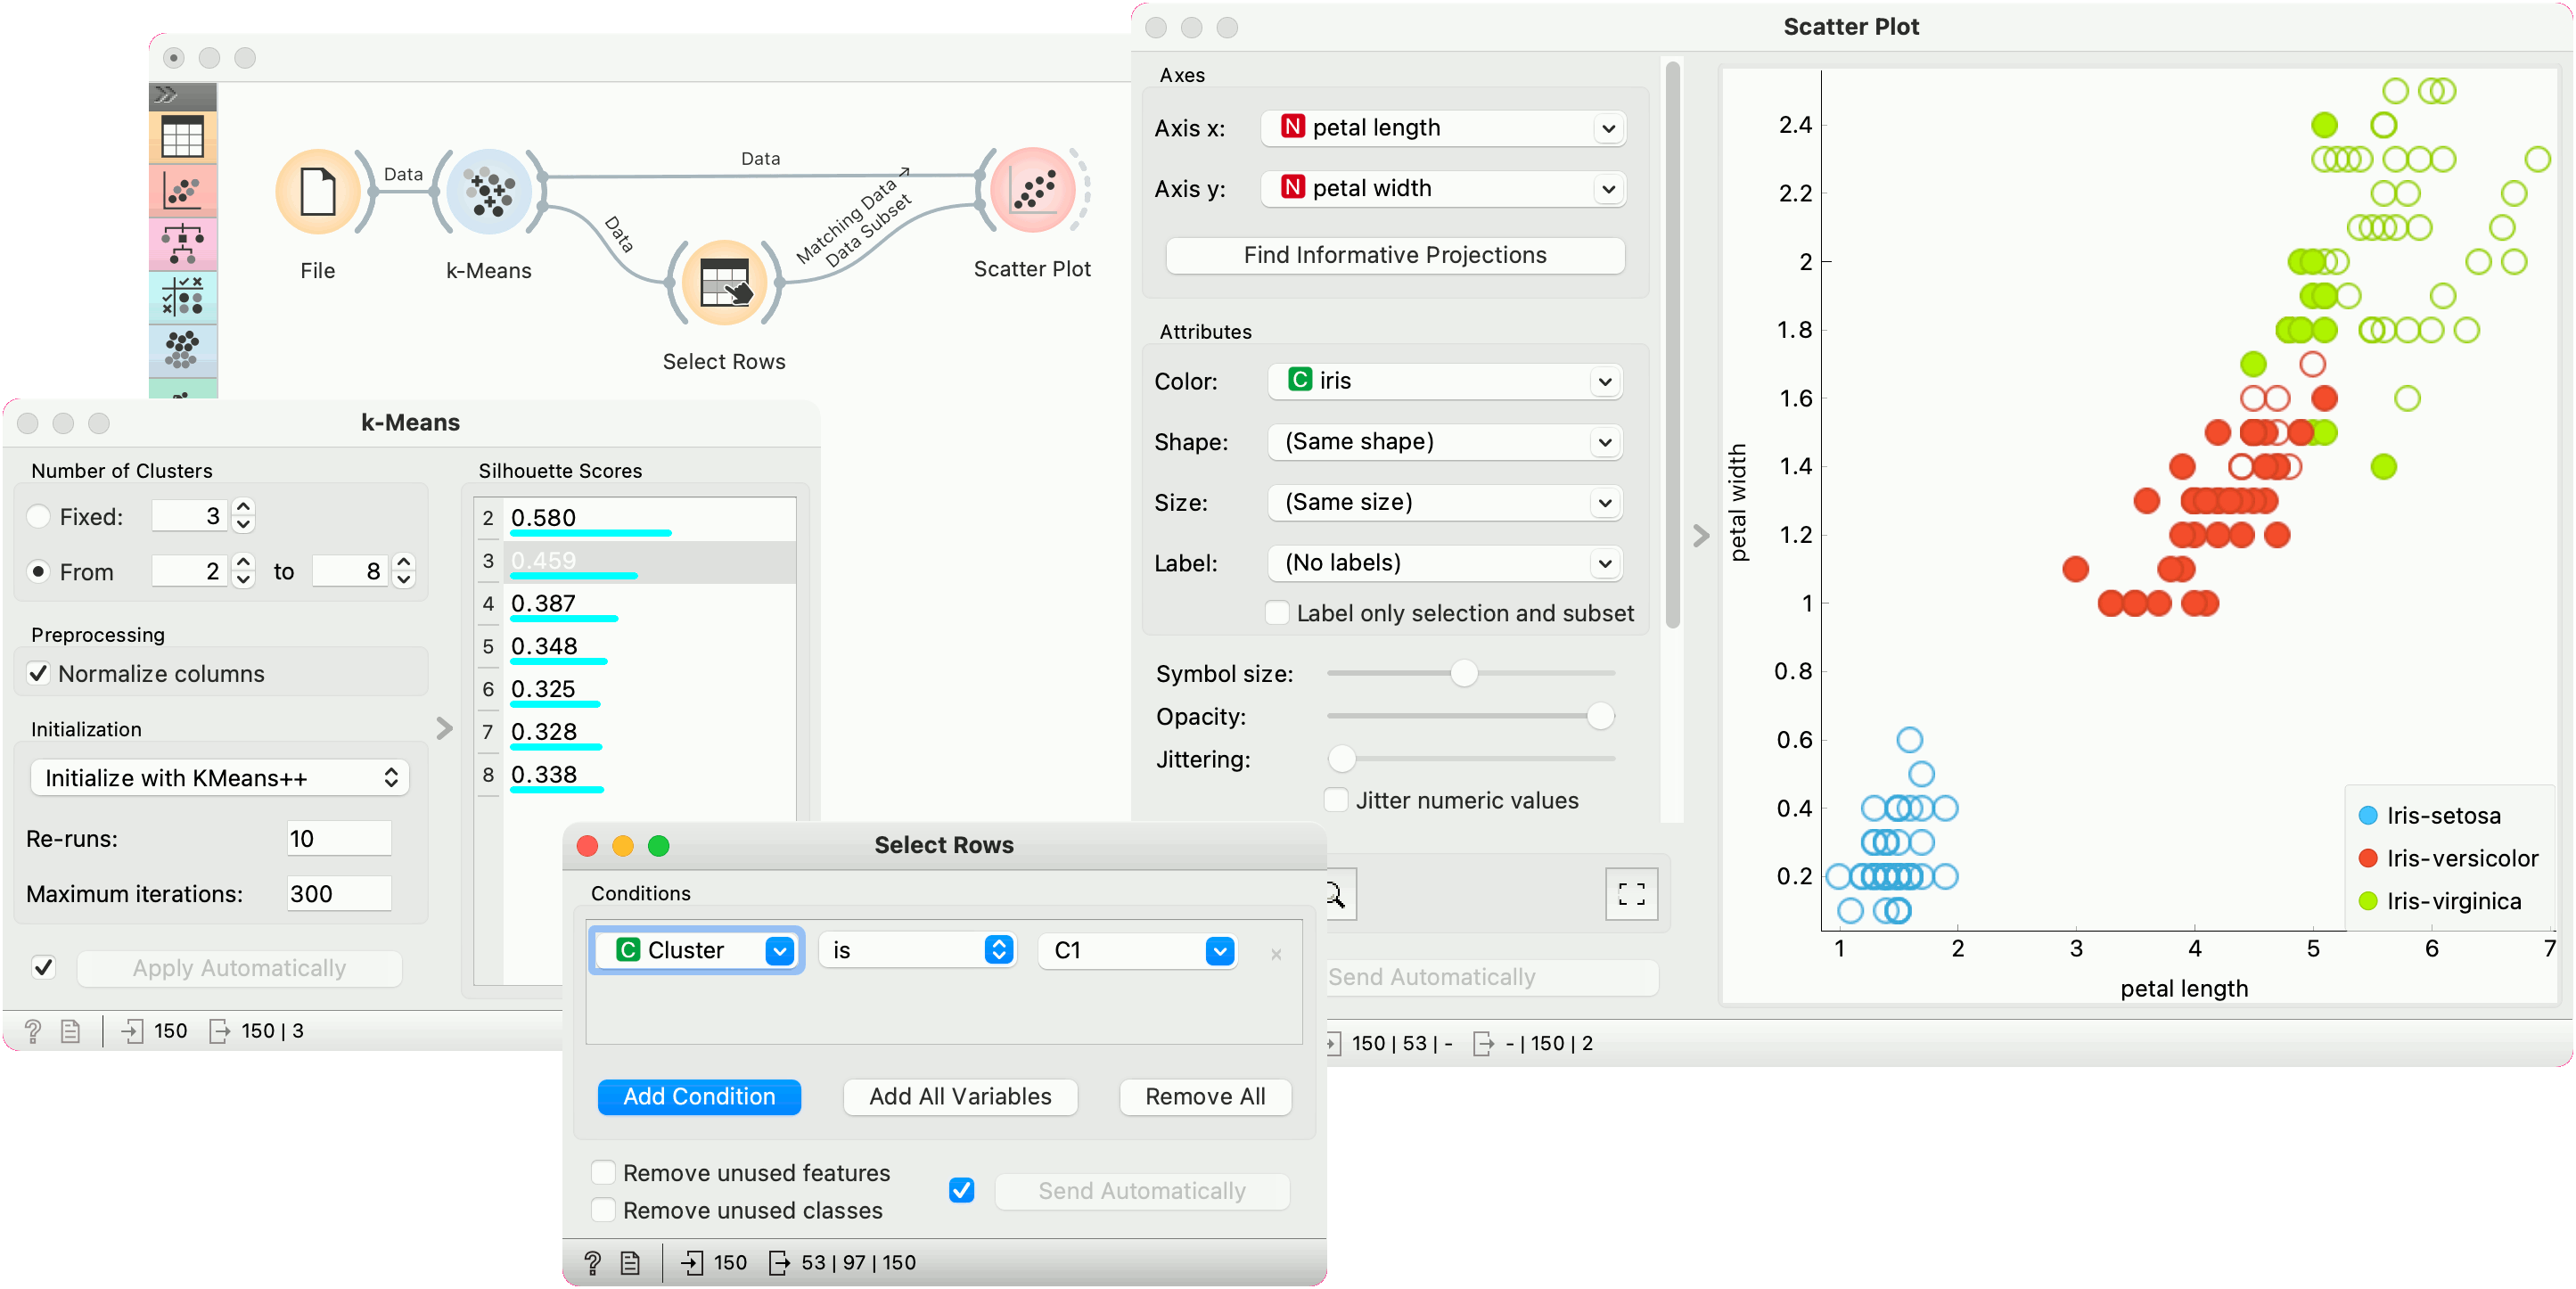 Data
Data
Data
Matching Data
Data Subset
File
k-Means
Select Rows
Scatter Plot
k-Means
Number of Clusters
Fixed: 3
From 2 to 8
Preprocessing
Normalize columns
Initialization
Initialize with KMeans++
Re-runs: 10
Maximum iterations: 300
Apply Automatically
? 150 150 | 3
Silhouette Scores
2 0.580
3 0.459
4 0.387
5 0.348
6 0.325
7 0.328
8 0.338
Select Rows
Conditions
C Cluster is C1 ×
Add Condition Add All Variables Remove All
Remove unused features
Remove unused classes
Send Automatically
? 150 53 | 97 | 150
Scatter Plot
Axes
Axis x: N petal length
Axis y: N petal width
Find Informative Projections
Attributes
Color: C iris
Shape: (Same shape)
Size: (Same size)
Label: (No labels)
Label only selection and subset
Symbol size:
Opacity:
Jittering:
Jitter numeric values
Send Automatically
150 | 53 | - - | 150 | 2
petal width
2.4
2.2
2
1.8
1.6
1.4
1.2
1
0.8
0.6
0.4
0.2
1 2 3 4 5 6 7
petal length
Iris-setosa
Iris-versicolor
Iris-virginica